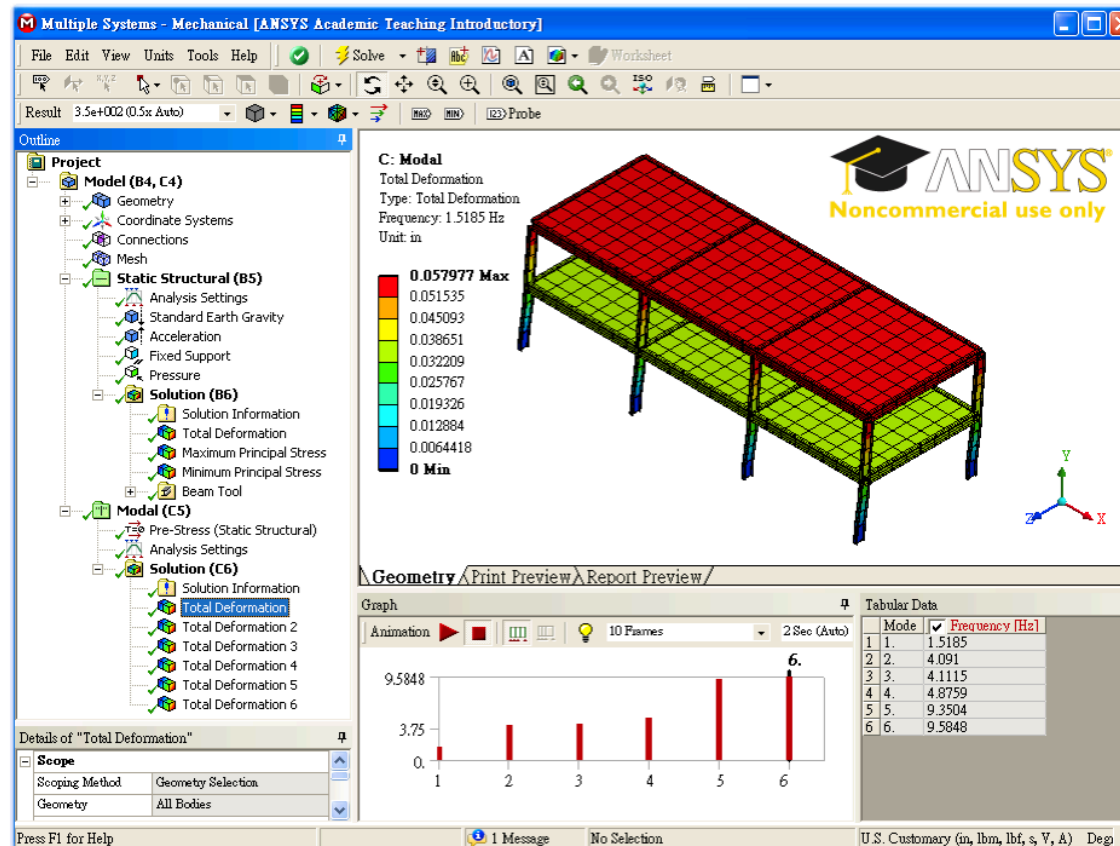 Multiple Systems - Mechanical [ANSYS Academic Teaching Introductory]
File Edit View Units Tools Help Solve Worksheet
Result 3.5e+002 (0.5x Auto) MAX MIN 123 Probe
Outline
Project
Model (B4, C4)
Geometry
Coordinate Systems
Connections
Mesh
Static Structural (B5)
Analysis Settings
Standard Earth Gravity
Acceleration
Fixed Support
Pressure
Solution (B6)
Solution Information
Total Deformation
Maximum Principal Stress
Minimum Principal Stress
Beam Tool
Modal (C5)
Pre-Stress (Static Structural)
Analysis Settings
Solution (C6)
Solution Information
Total Deformation
Total Deformation 2
Total Deformation 3
Total Deformation 4
Total Deformation 5
Total Deformation 6
Details of "Total Deformation"
Scope
Scoping Method Geometry Selection
Geometry All Bodies
C: Modal
Total Deformation
Type: Total Deformation
Frequency: 1.5185 Hz
Unit: in
0.057977 Max
0.051535
0.045093
0.038651
0.032209
0.025767
0.019326
0.012884
0.0064418
0 Min
ANSYS
Noncommercial use only
Y
Z
X
Geometry Print Preview Report Preview
Graph
Animation 10 Frames 2 Sec (Auto)
6.
9.5848
3.75
0.
1 2 3 4 5 6
Tabular Data
Mode Frequency [Hz]
1 1. 1.5185
2 2. 4.091
3 3. 4.1115
4 4. 4.8759
5 5. 9.3504
6 6. 9.5848
Press F1 for Help 1 Message No Selection U.S. Customary (in, lbm, lbf, s, V, A)